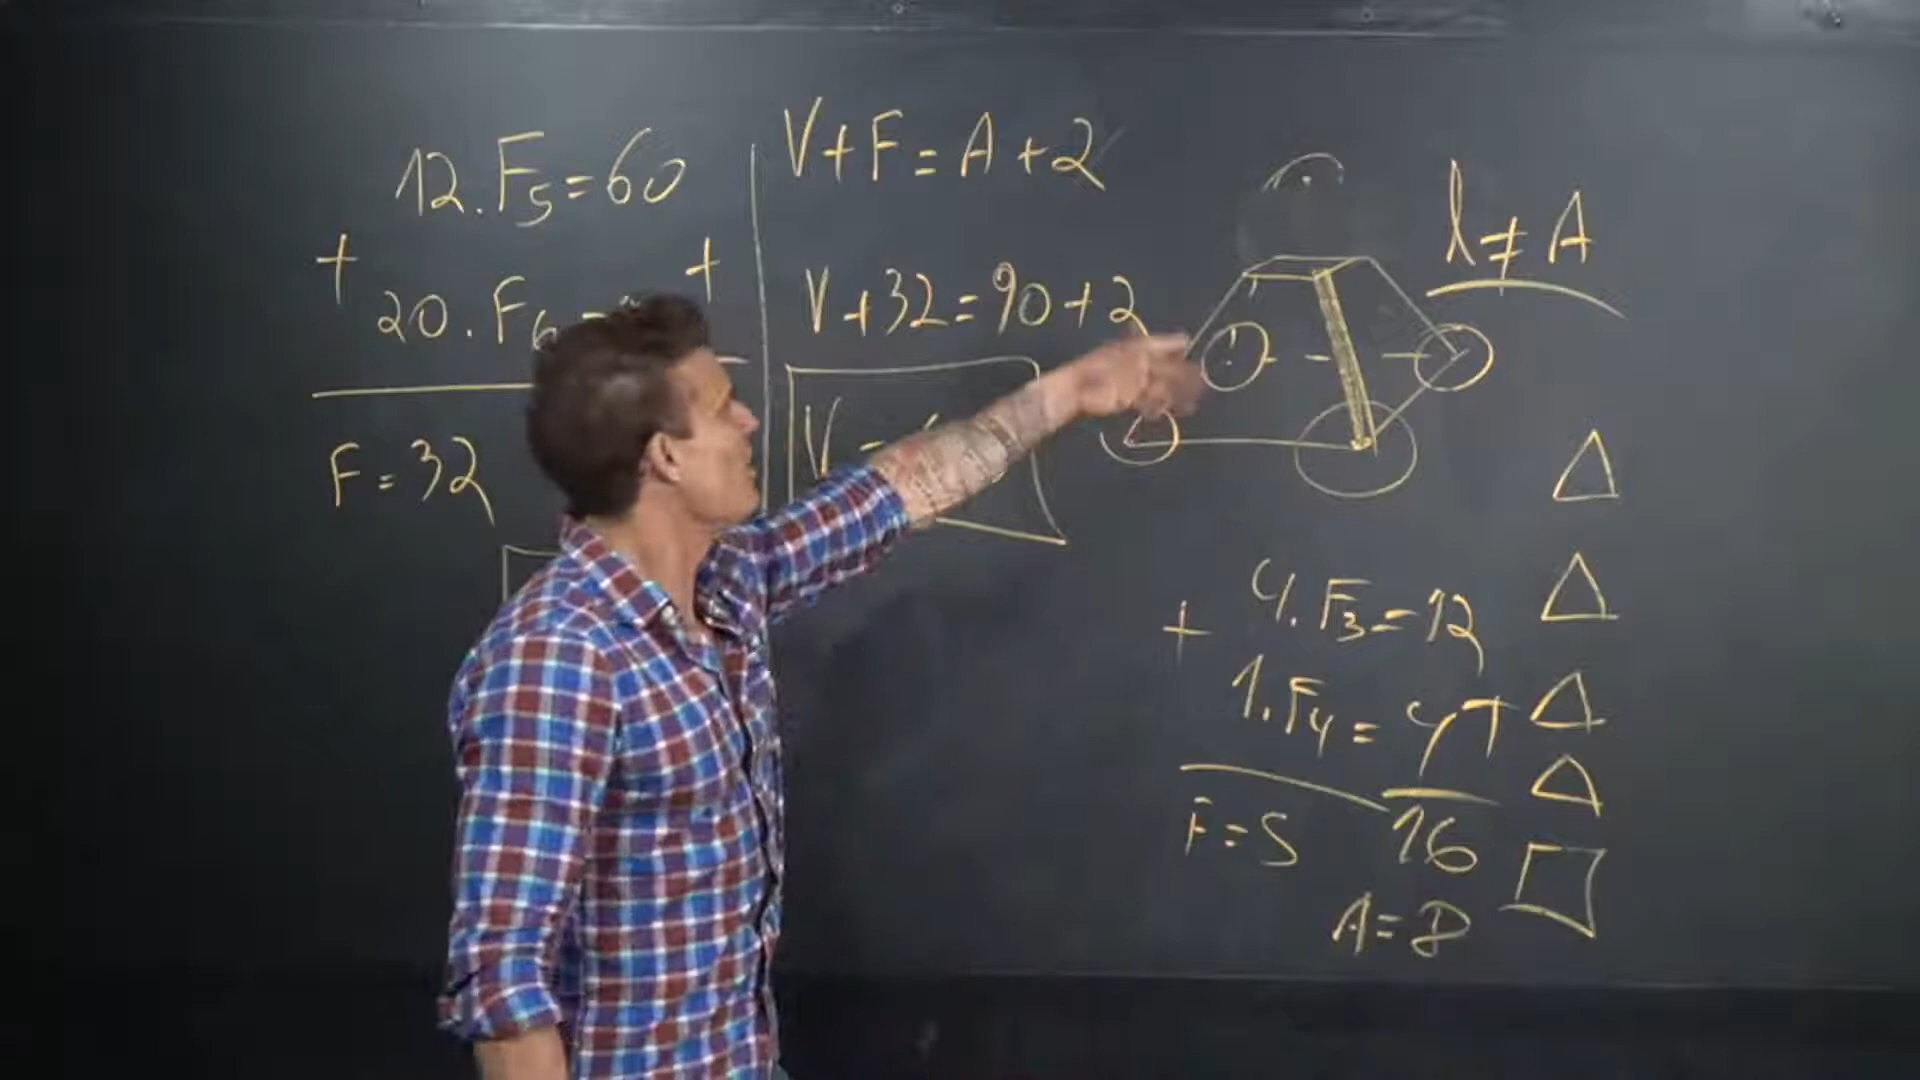 12.F5=60
+
20.F6 +
F=32
V+F=A+2
V+32=90+2
V =
l≠A
4.F3=12
+
1.F4=4 +
F=5 16
A=8